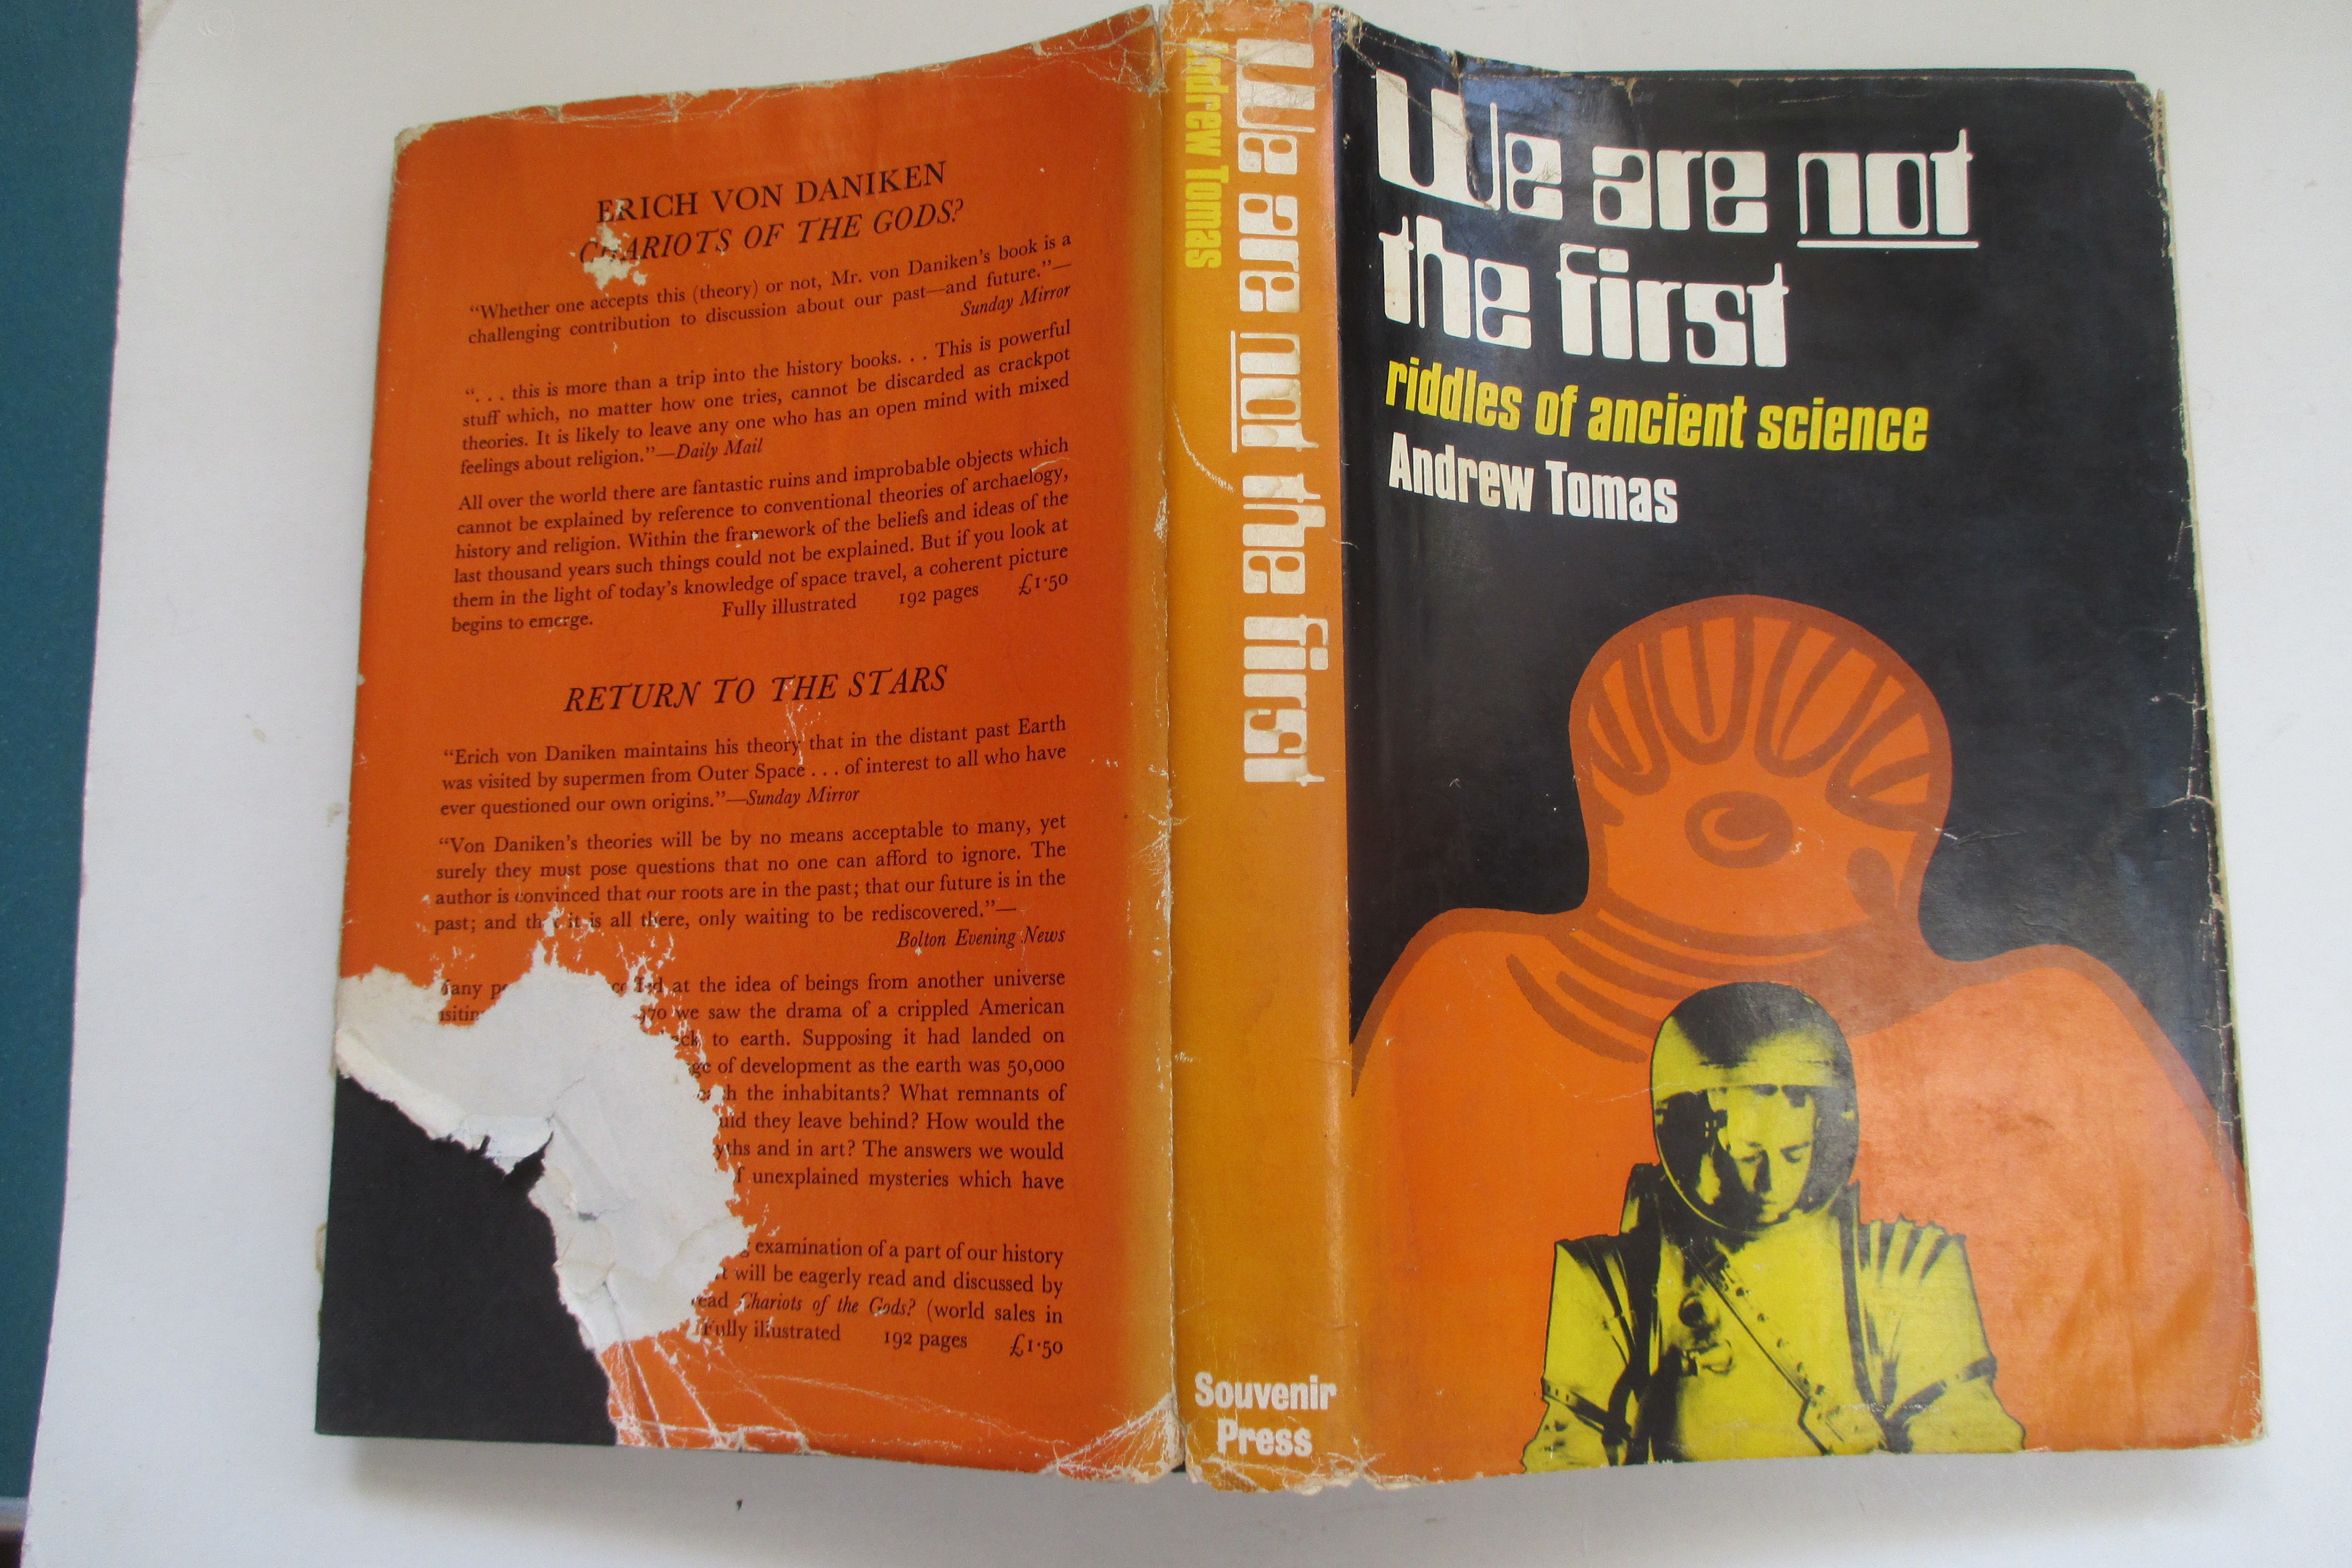 ERICH VON DANIKEN
CHARIOTS OF THE GODS?
“Whether one accepts this (theory) or not, Mr. von Daniken’s book is a
challenging contribution to discussion about our past—and future.”—
Sunday Mirror
“. . . this is more than a trip into the history books. . . This is powerful
stuff which, no matter how one tries, cannot be discarded as crackpot
theories. It is likely to leave any one who has an open mind with mixed
feelings about religion.”—Daily Mail
All over the world there are fantastic ruins and improbable objects which
cannot be explained by reference to conventional theories of archaelogy,
history and religion. Within the framework of the beliefs and ideas of the
last thousand years such things could not be explained. But if you look at
them in the light of today’s knowledge of space travel, a coherent picture
begins to emerge. Fully illustrated 192 pages £1·50
RETURN TO THE STARS
“Erich von Daniken maintains his theory that in the distant past Earth
was visited by supermen from Outer Space . . . of interest to all who have
ever questioned our own origins.”—Sunday Mirror
“Von Daniken’s theories will be by no means acceptable to many, yet
surely they must pose questions that no one can afford to ignore. The
author is convinced that our roots are in the past; that our future is in the
past; and that it is all there, only waiting to be rediscovered.”—
Bolton Evening News
at the idea of beings from another universe
we saw the drama of a crippled American
to earth. Supposing it had landed on
of development as the earth was 50,000
the inhabitants? What remnants of
they leave behind? How would the
and in art? The answers we would
unexplained mysteries which have
examination of a part of our history
will be eagerly read and discussed by
Chariots of the Gods? (world sales in
Fully illustrated 192 pages £1·50
Andrew Tomas
We are not the first
Souvenir
Press
We are not
the first
riddles of ancient science
Andrew Tomas